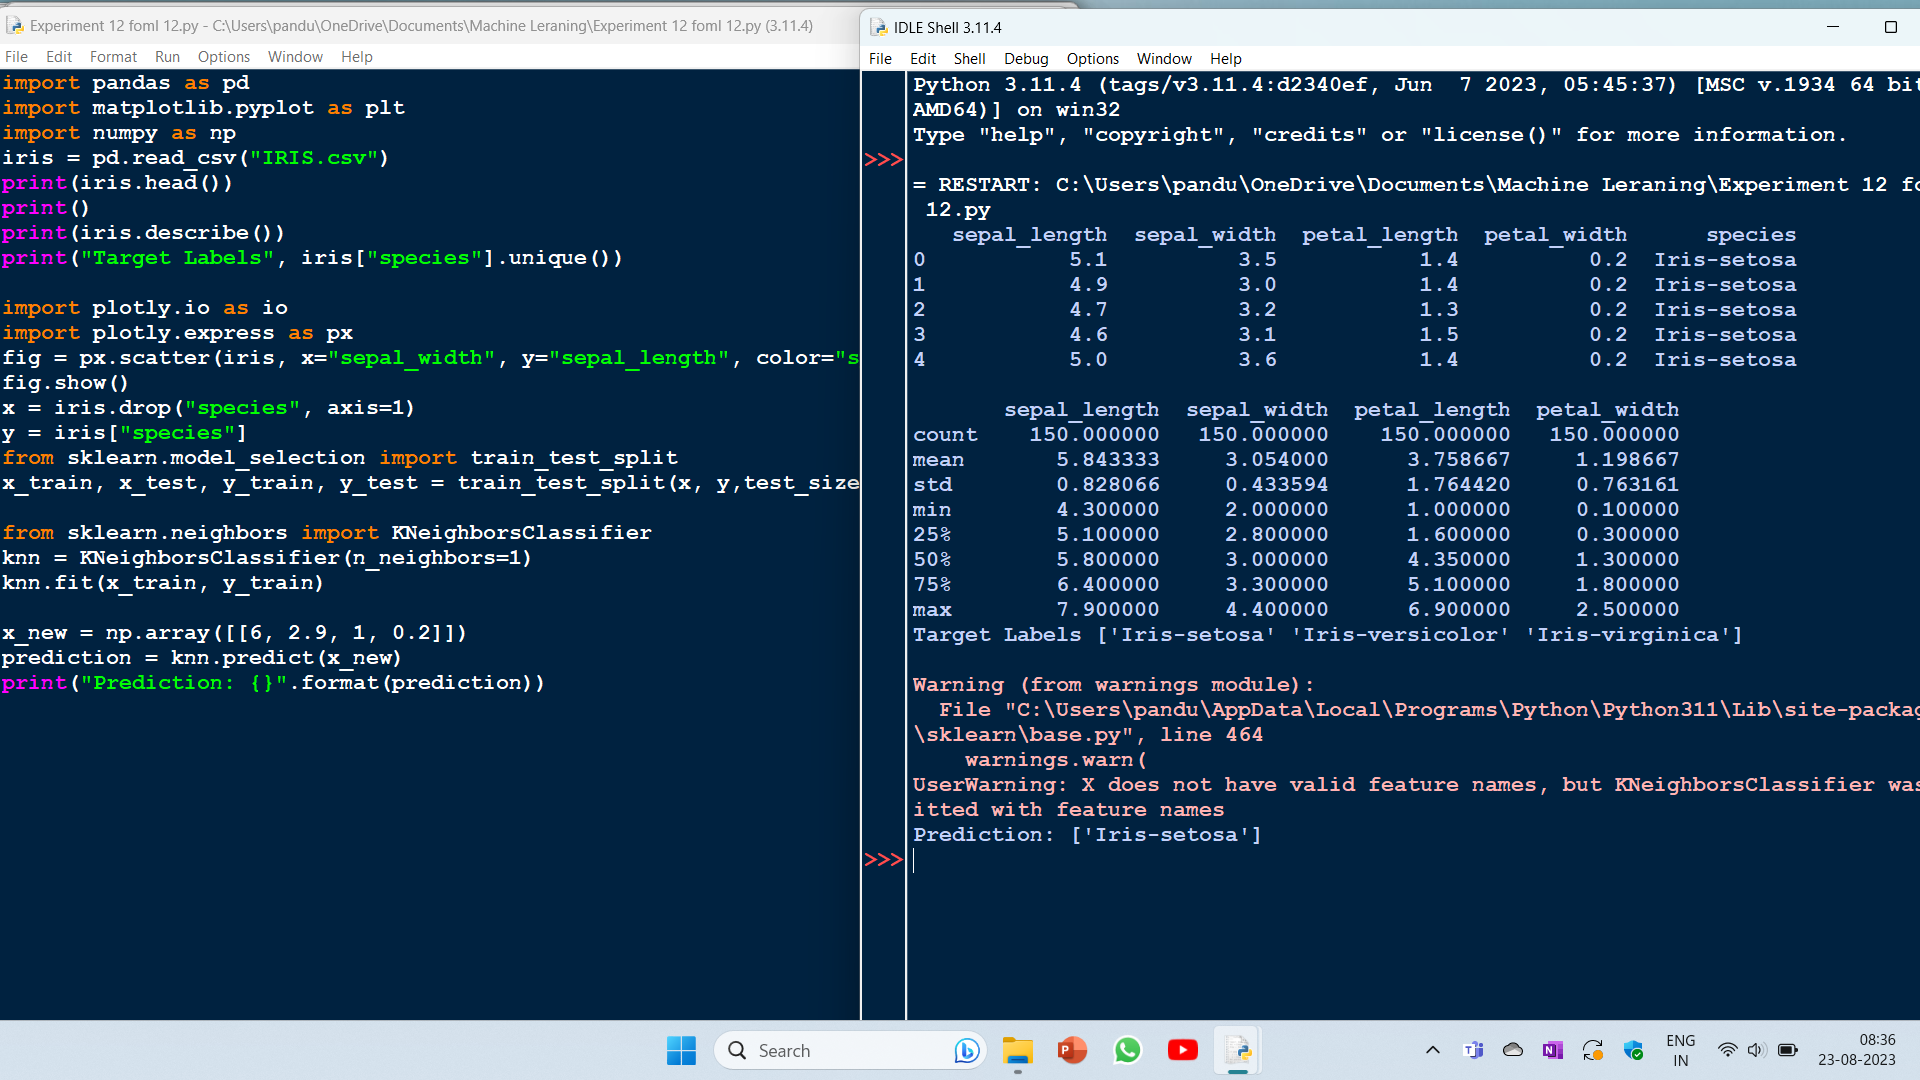 Experiment 12 foml 12.py - C:\Users\pandu\OneDrive\Documents\Machine Leraning\Experiment 12 foml 12.py (3.11.4)
File Edit Format Run Options Window Help
import pandas as pd
import matplotlib.pyplot as plt
import numpy as np
iris = pd.read_csv("IRIS.csv")
print(iris.head())
print()
print(iris.describe())
print("Target Labels", iris["species"].unique())
import plotly.io as io
import plotly.express as px
fig = px.scatter(iris, x="sepal_width", y="sepal_length", color="s
fig.show()
x = iris.drop("species", axis=1)
y = iris["species"]
from sklearn.model_selection import train_test_split
x_train, x_test, y_train, y_test = train_test_split(x, y,test_size
from sklearn.neighbors import KNeighborsClassifier
knn = KNeighborsClassifier(n_neighbors=1)
knn.fit(x_train, y_train)
x_new = np.array([[6, 2.9, 1, 0.2]])
prediction = knn.predict(x_new)
print("Prediction: {}".format(prediction))
IDLE Shell 3.11.4
File Edit Shell Debug Options Window Help
Python 3.11.4 (tags/v3.11.4:d2340ef, Jun  7 2023, 05:45:37) [MSC v.1934 64 bit
AMD64)] on win32
Type "help", "copyright", "credits" or "license()" for more information.
>>>
= RESTART: C:\Users\pandu\OneDrive\Documents\Machine Leraning\Experiment 12 fo
12.py
sepal_length  sepal_width  petal_length  petal_width      species
0           5.1          3.5           1.4          0.2  Iris-setosa
1           4.9          3.0           1.4          0.2  Iris-setosa
2           4.7          3.2           1.3          0.2  Iris-setosa
3           4.6          3.1           1.5          0.2  Iris-setosa
4           5.0          3.6           1.4          0.2  Iris-setosa
sepal_length  sepal_width  petal_length  petal_width
count    150.000000   150.000000    150.000000   150.000000
mean       5.843333     3.054000      3.758667     1.198667
std        0.828066     0.433594      1.764420     0.763161
min        4.300000     2.000000      1.000000     0.100000
25%        5.100000     2.800000      1.600000     0.300000
50%        5.800000     3.000000      4.350000     1.300000
75%        6.400000     3.300000      5.100000     1.800000
max        7.900000     4.400000      6.900000     2.500000
Target Labels ['Iris-setosa' 'Iris-versicolor' 'Iris-virginica']
Warning (from warnings module):
File "C:\Users\pandu\AppData\Local\Programs\Python\Python311\Lib\site-packag
\sklearn\base.py", line 464
warnings.warn(
UserWarning: X does not have valid feature names, but KNeighborsClassifier was
itted with feature names
Prediction: ['Iris-setosa']
>>>
Search
ENG
IN
08:36
23-08-2023